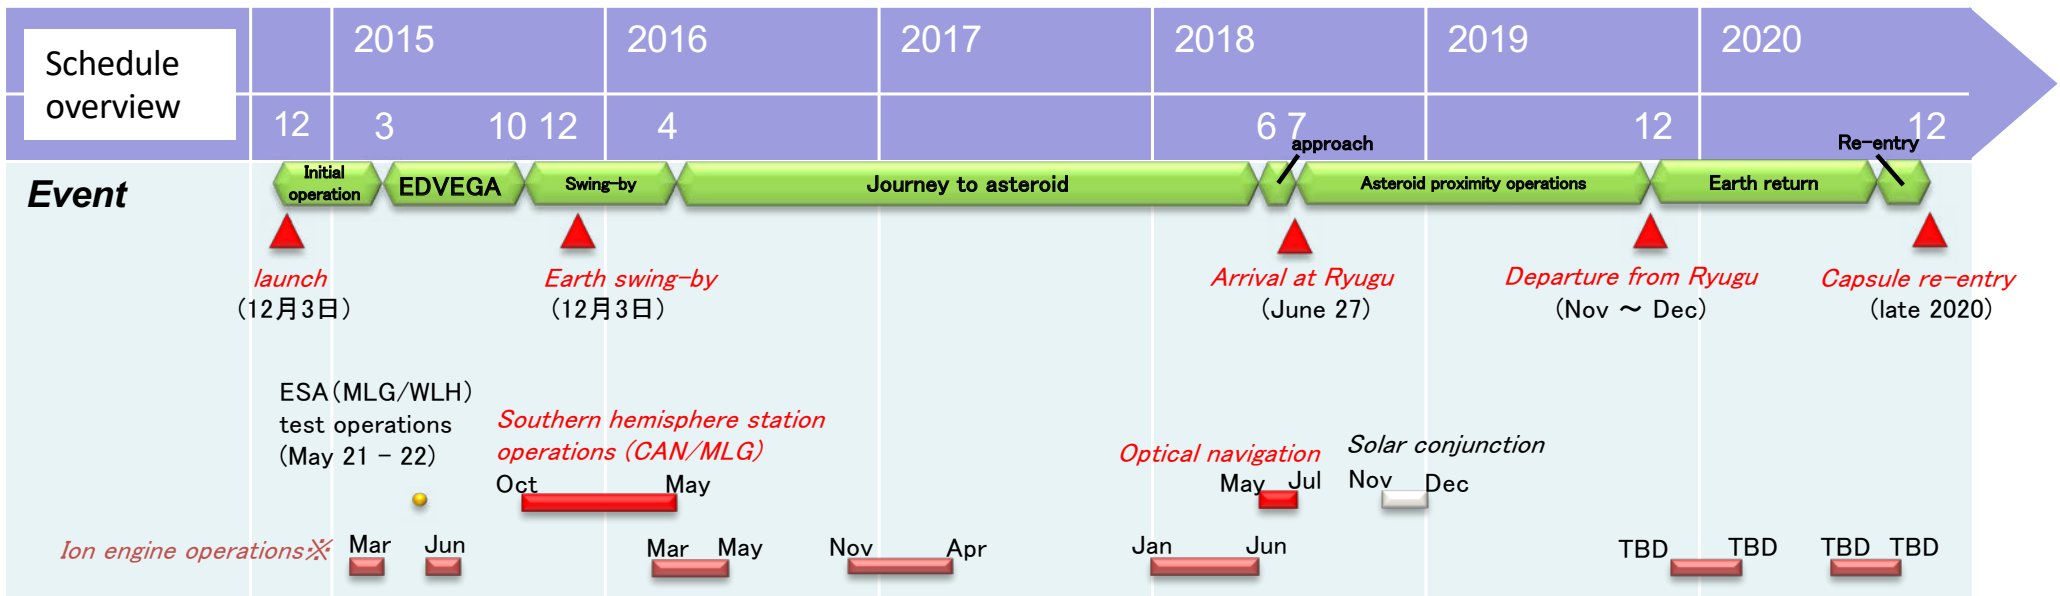 Schedule
overview
2015 2016 2017 2018 2019 2020
12 3 10 12 4 6 7 12 12
approach
Re-entry
Event
Initial
operation
EDVEGA
Swing-by
Journey to asteroid
Asteroid proximity operations
Earth return
launch
(12月3日)
Earth swing-by
(12月3日)
Arrival at Ryugu
(June 27)
Departure from Ryugu
(Nov ～ Dec)
Capsule re-entry
(late 2020)
ESA(MLG/WLH)
test operations
(May 21 - 22)
Southern hemisphere station
operations (CAN/MLG)
Oct May
Optical navigation
May Jul
Solar conjunction
Nov Dec
Ion engine operations※
Mar Jun Mar May Nov Apr Jan Jun TBD TBD TBD TBD